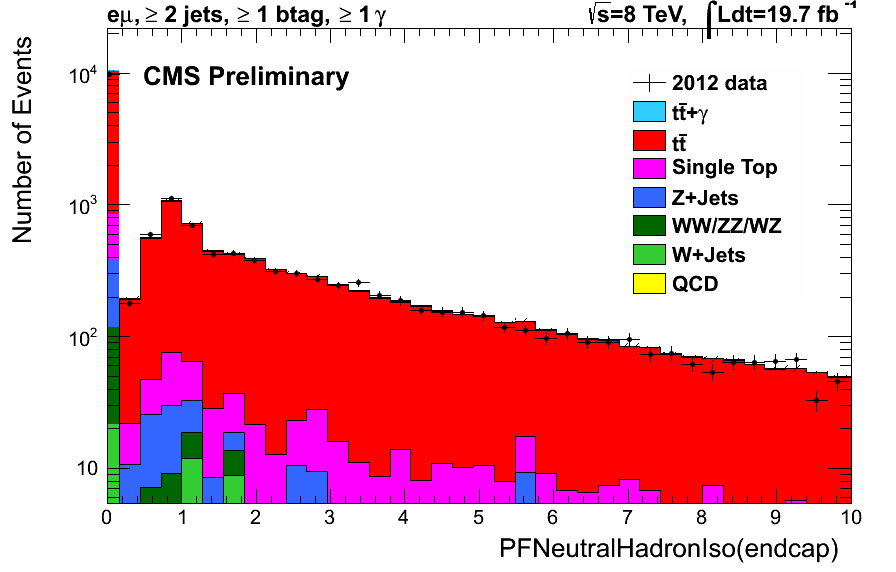 eμ, ≥ 2 jets, ≥ 1 btag, ≥ 1 γ
√s=8 TeV, ∫Ldt=19.7 fb⁻¹
CMS Preliminary
2012 data
tt̄+γ
tt̄
Single Top
Z+Jets
WW/ZZ/WZ
W+Jets
QCD
Number of Events
10⁴
10³
10²
10
0 1 2 3 4 5 6 7 8 9 10
PFNeutralHadronIso(endcap)